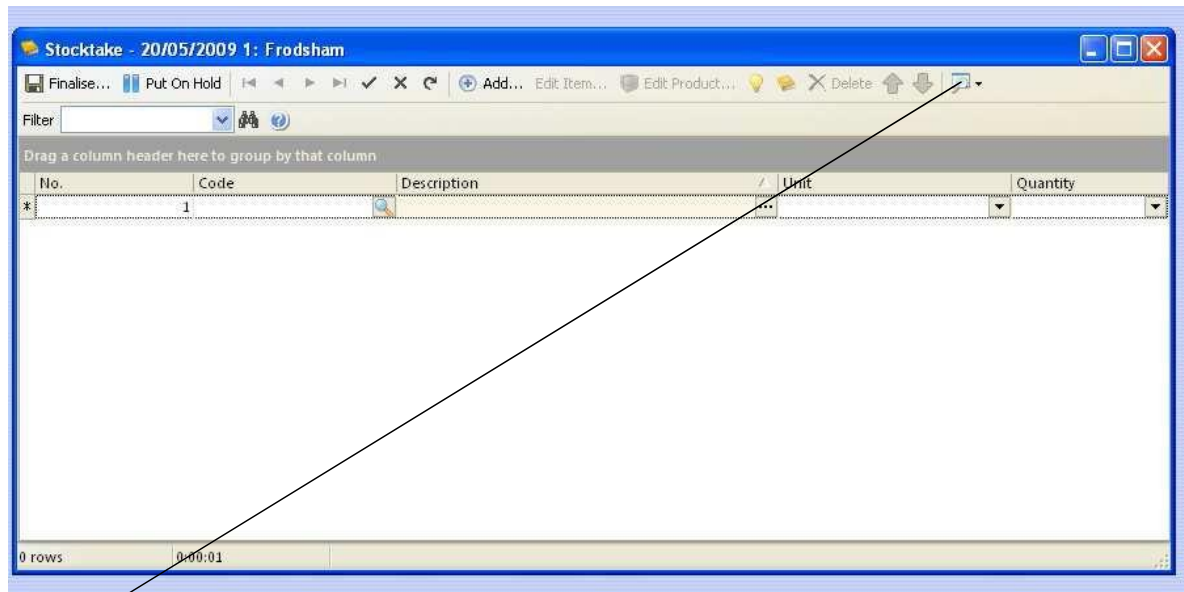 Stocktake - 20/05/2009 1: Frodsham
Finalise... Put On Hold Add... Edit Item... Edit Product... Delete
Filter
Drag a column header here to group by that column
No. Code Description Unit Quantity
* 1 ...
0 rows 0:00:01